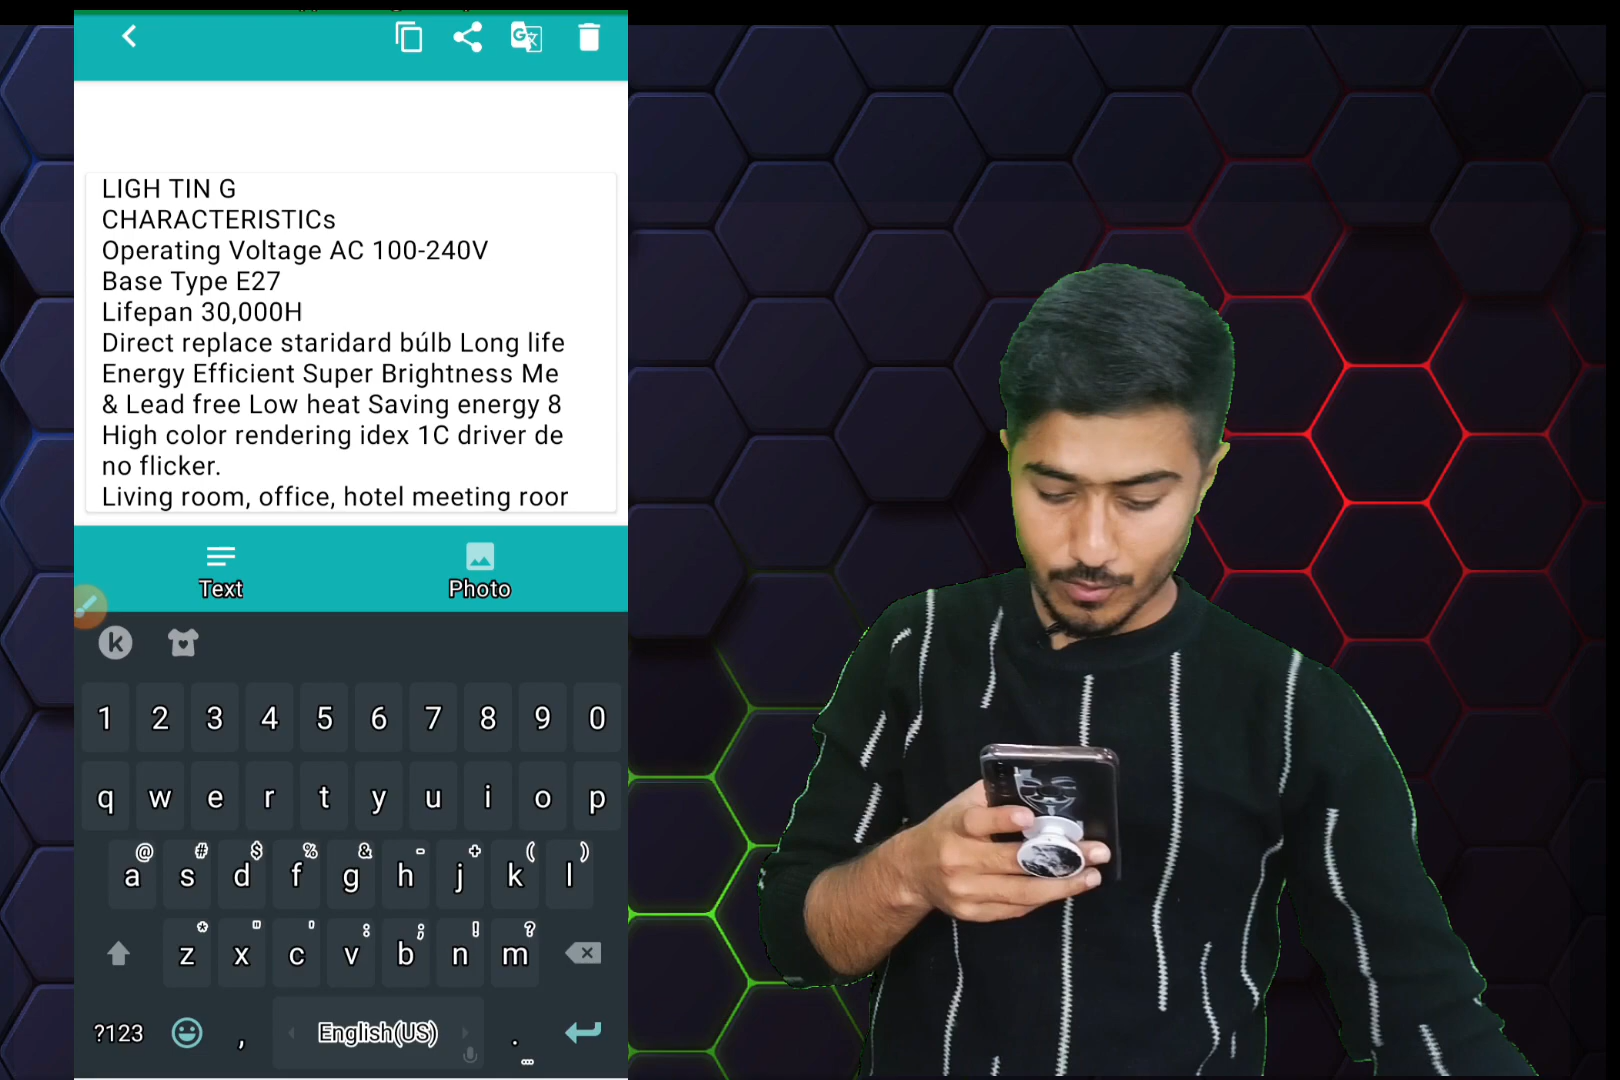 LIGH TIN G
CHARACTERISTICs
Operating Voltage AC 100-240V
Base Type E27
Lifepan 30,000H
Direct replace staridard búlb Long life
Energy Efficient Super Brightness Me
& Lead free Low heat Saving energy 8
High color rendering idex 1C driver de
no flicker.
Living room, office, hotel meeting roor
Text
Photo
k
1 2 3 4 5 6 7 8 9 0
q w e r t y u i o p
@ # $ % & - + ( )
a s d f g h j k l
* " ' : ; ! ?
z x c v b n m
?123 , English(US) .